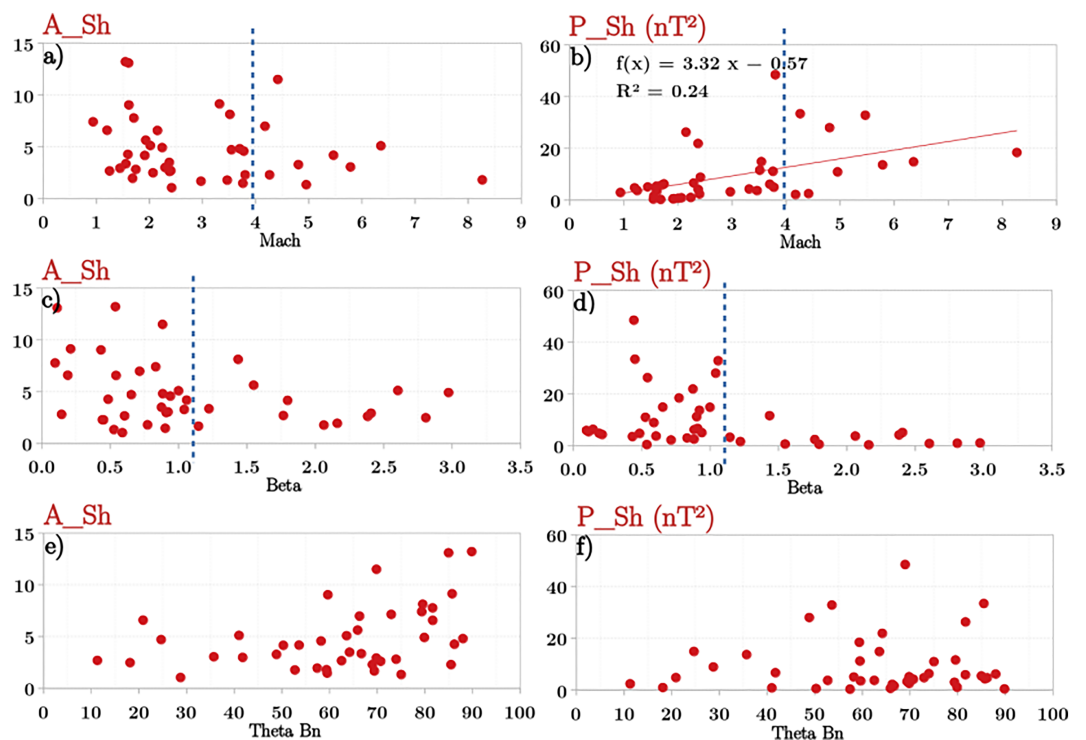 A_Sh
a)
15
10
5
0
0 1 2 3 4 5 6 7 8 9
Mach
P_Sh (nT²)
b)
f(x) = 3.32 x − 0.57
R² = 0.24
60
40
20
0
0 1 2 3 4 5 6 7 8 9
Mach
A_Sh
c)
15
10
5
0
0.0 0.5 1.0 1.5 2.0 2.5 3.0 3.5
Beta
P_Sh (nT²)
d)
60
40
20
0
0.0 0.5 1.0 1.5 2.0 2.5 3.0 3.5
Beta
A_Sh
e)
15
10
5
0
0 10 20 30 40 50 60 70 80 90 100
Theta Bn
P_Sh (nT²)
f)
60
40
20
0
0 10 20 30 40 50 60 70 80 90 100
Theta Bn